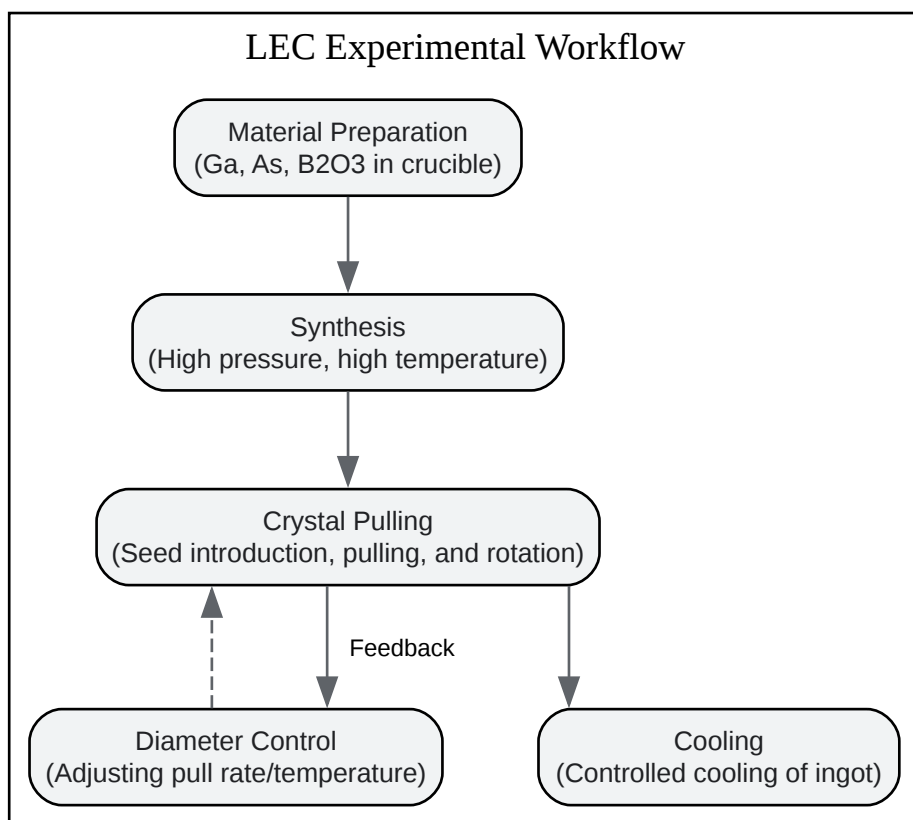 LEC Experimental Workflow
Material Preparation
(Ga, As, B2O3 in crucible)
Synthesis
(High pressure, high temperature)
Crystal Pulling
(Seed introduction, pulling, and rotation)
Feedback
Diameter Control
(Adjusting pull rate/temperature)
Cooling
(Controlled cooling of ingot)